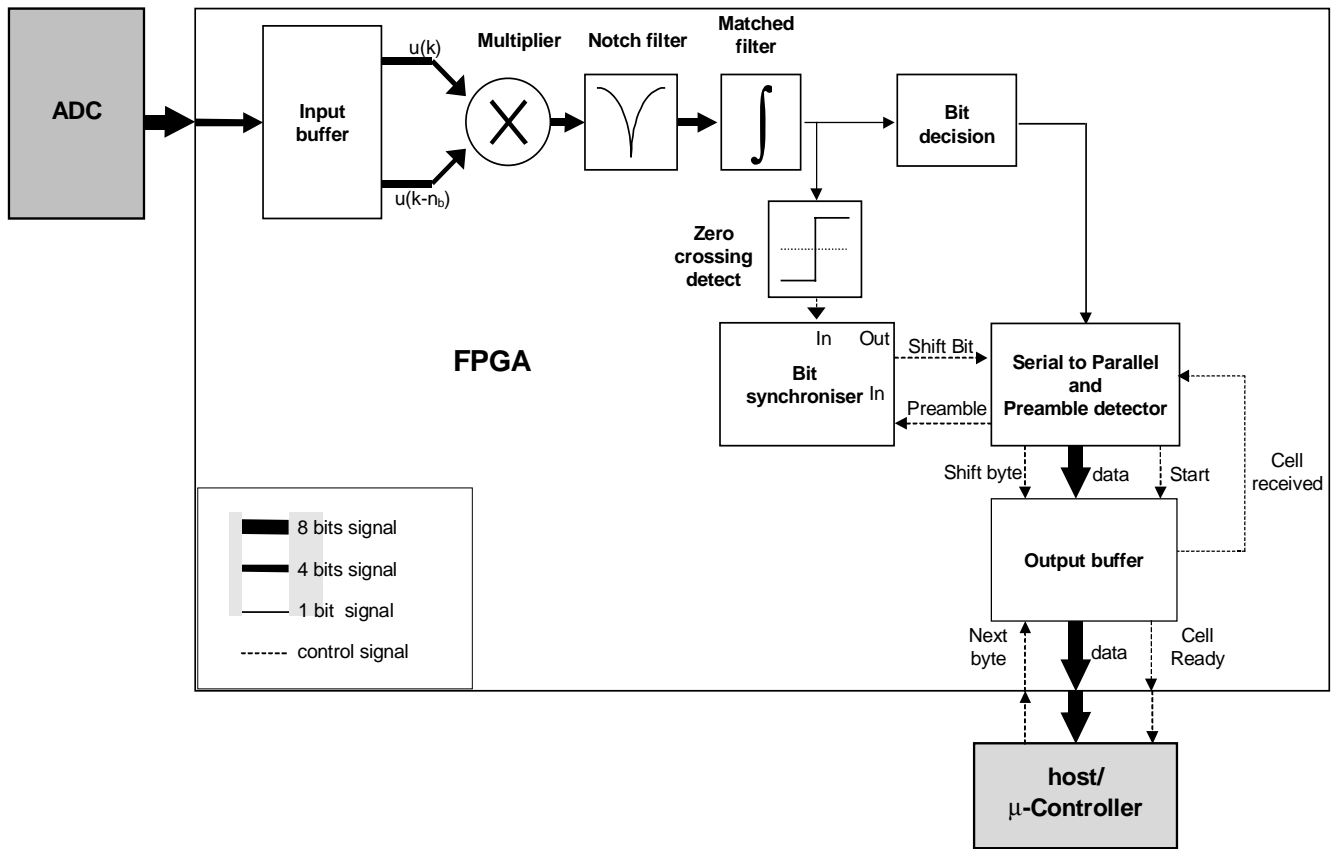 ADC
Input
buffer
u(k)
u(k-nb)
Multiplier
Notch filter
Matched
filter
Bit
decision
Zero
crossing
detect
FPGA
In
Out
Bit
synchroniser
In
Shift Bit
Preamble
Serial to Parallel
and
Preamble detector
Shift byte
data
Start
Cell
received
Output buffer
Next
byte
data
Cell
Ready
8 bits signal
4 bits signal
1 bit signal
control signal
host/
μ-Controller